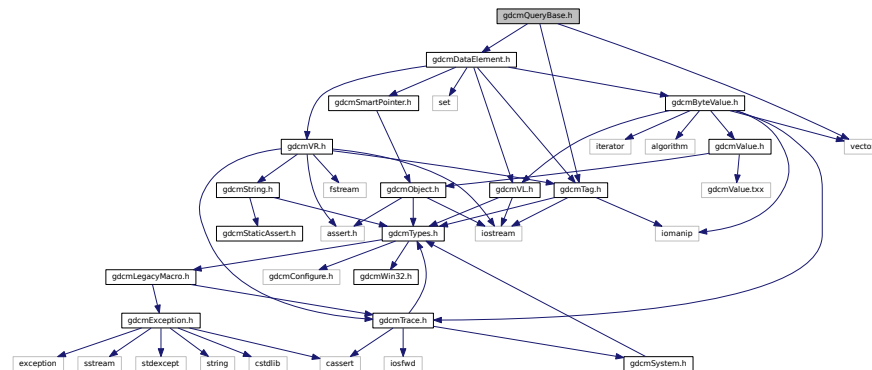 gdcmQueryBase.h
gdcmDataElement.h
gdcmSmartPointer.h
set
gdcmByteValue.h
gdcmVR.h
iterator
algorithm
gdcmValue.h
vecto
gdcmString.h
fstream
gdcmObject.h
gdcmVL.h
gdcmTag.h
gdcmValue.txx
gdcmStaticAssert.h
assert.h
gdcmTypes.h
iostream
iomanip
gdcmLegacyMacro.h
gdcmConfigure.h
gdcmWin32.h
gdcmException.h
gdcmTrace.h
exception
sstream
stdexcept
string
cstdlib
cassert
iosfwd
gdcmSystem.h